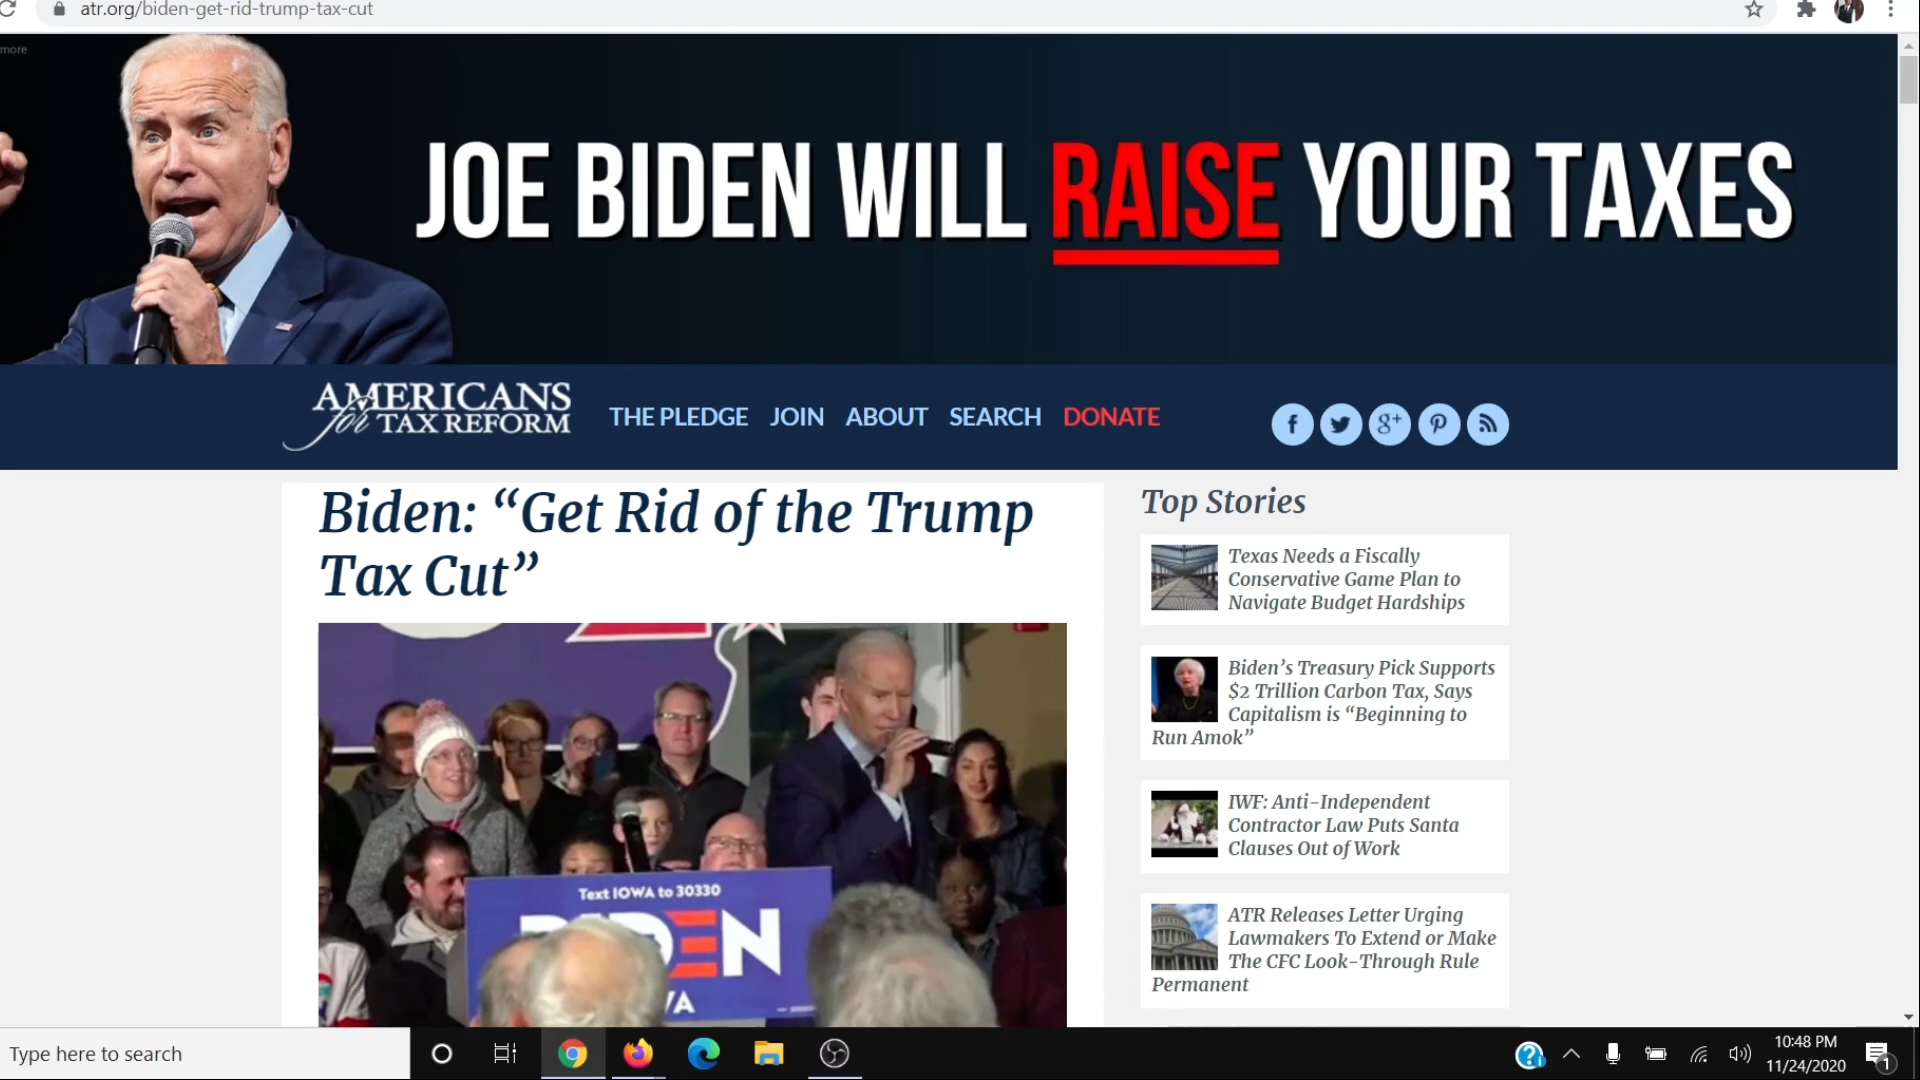 atr.org/biden-get-rid-trump-tax-cut
more
JOE BIDEN WILL RAISE YOUR TAXES
AMERICANS
for TAX REFORM
THE PLEDGE JOIN ABOUT SEARCH DONATE
Biden: “Get Rid of the Trump
Tax Cut”
Text IOWA to 30330
BIDEN
Top Stories
Texas Needs a Fiscally
Conservative Game Plan to
Navigate Budget Hardships
Biden’s Treasury Pick Supports
$2 Trillion Carbon Tax, Says
Capitalism is “Beginning to
Run Amok”
IWF: Anti-Independent
Contractor Law Puts Santa
Clauses Out of Work
ATR Releases Letter Urging
Lawmakers To Extend or Make
The CFC Look-Through Rule
Permanent
Type here to search
10:48 PM
11/24/2020
1